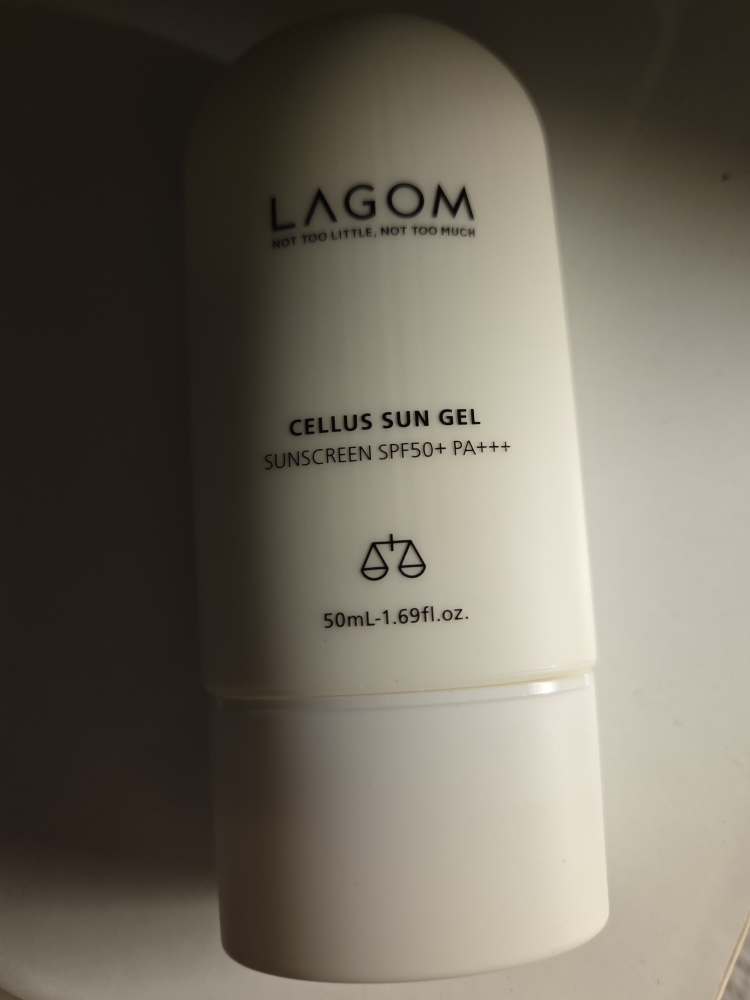 LAGOM
NOT TOO LITTLE, NOT TOO MUCH
CELLUS SUN GEL
SUNSCREEN SPF50+ PA+++
50mL-1.69fl.oz.